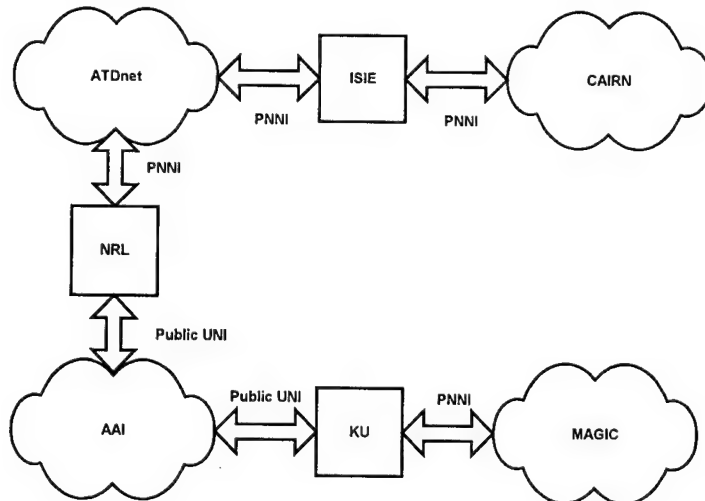 ATDnet
ISIE
CAIRN
PNNI
PNNI
PNNI
NRL
Public UNI
Public UNI
PNNI
AAI
KU
MAGIC